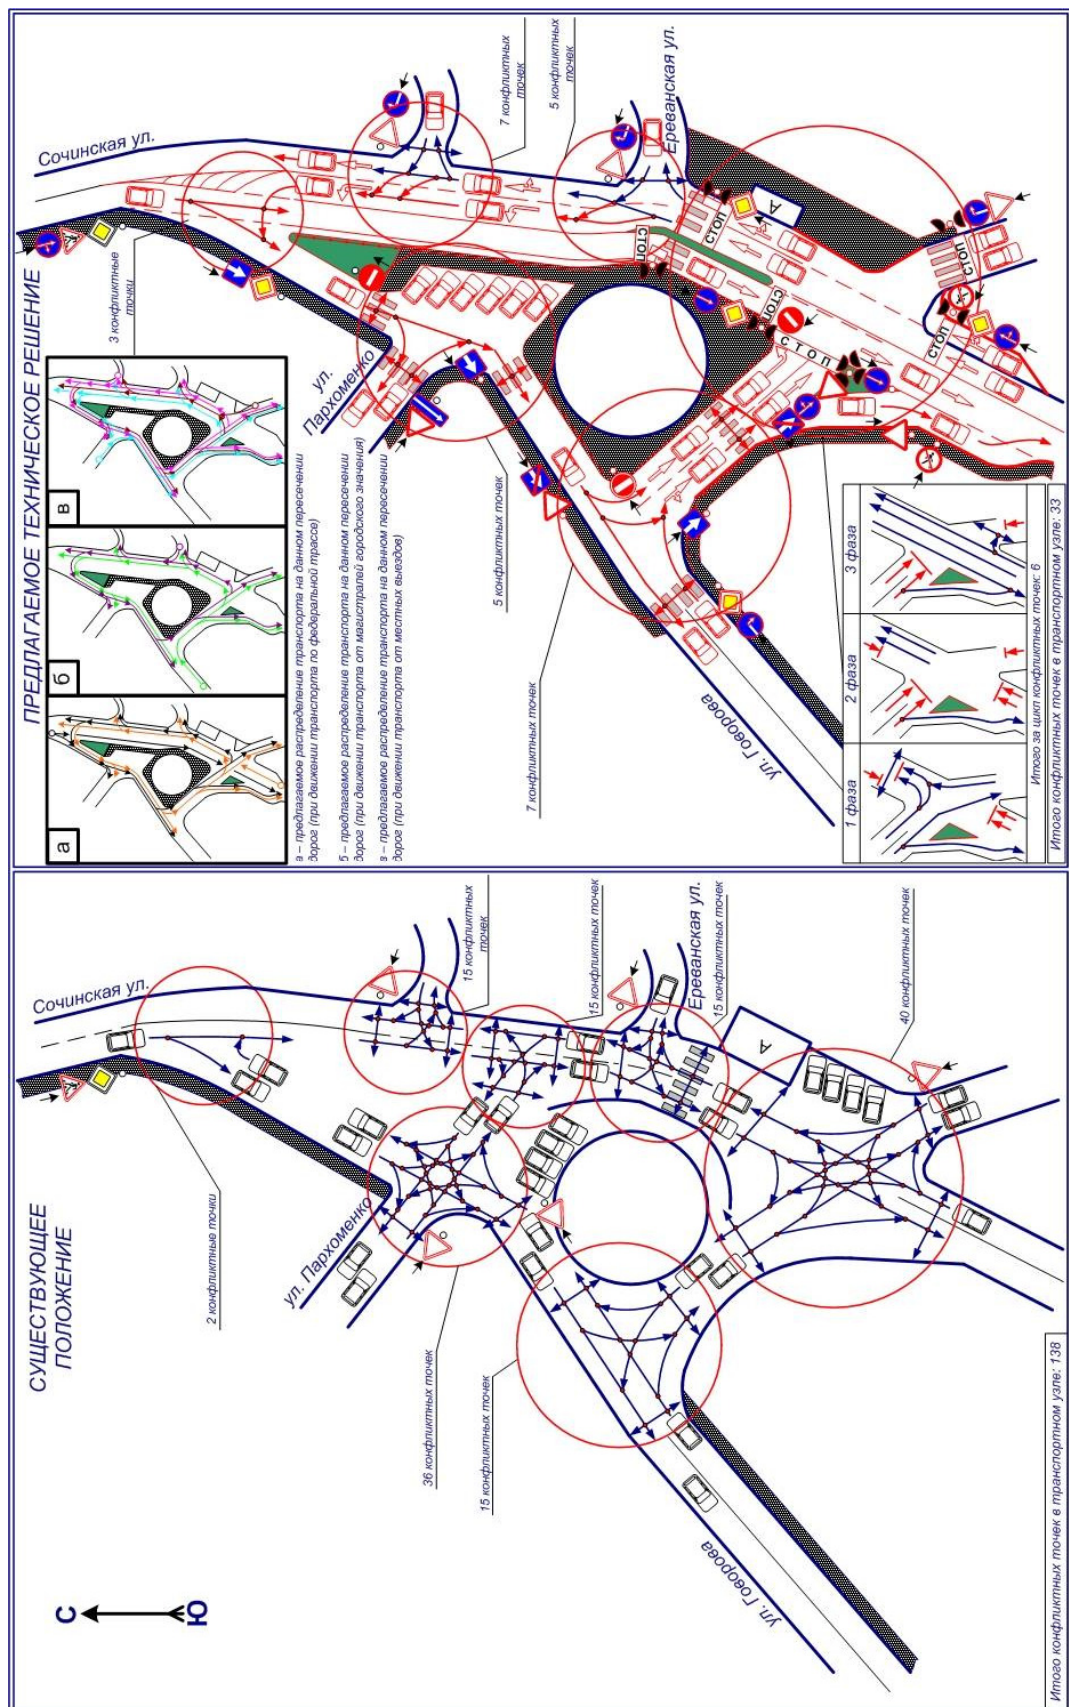 СУЩЕСТВУЮЩЕЕ
ПОЛОЖЕНИЕ
С
Ю
Сочинская ул.
2 конфликтные точки
ул. Пархоменко
36 конфликтных точек
15 конфликтных точек
ул. Говорова
15 конфликтных
точек
15 конфликтных точек
Ереванская ул.
15 конфликтных точек
А
40 конфликтных точек
Итого конфликтных точек в транспортном узле: 138
ПРЕДЛАГАЕМОЕ ТЕХНИЧЕСКОЕ РЕШЕНИЕ
а
б
в
а – предлагаемое распределение транспорта на данном пересечении
дорог (при движении транспорта по федеральной трассе)
б – предлагаемое распределение транспорта на данном пересечении
дорог (при движении транспорта от магистралей городского значения)
в – предлагаемое распределение транспорта на данном пересечении
дорог (при движении транспорта от местных выездов)
Сочинская ул.
3 конфликтные
точки
7 конфликтных
точек
5 конфликтных
точек
Ереванская ул.
ул.
Пархоменко
5 конфликтных точек
7 конфликтных точек
ул. Говорова
СТОП
СТОП
СТОП
СТОП
СТОП
СТОП
А
1 фаза
2 фаза
3 фаза
Итого за цикл конфликтных точек: 6
Итого конфликтных точек в транспортном узле: 33